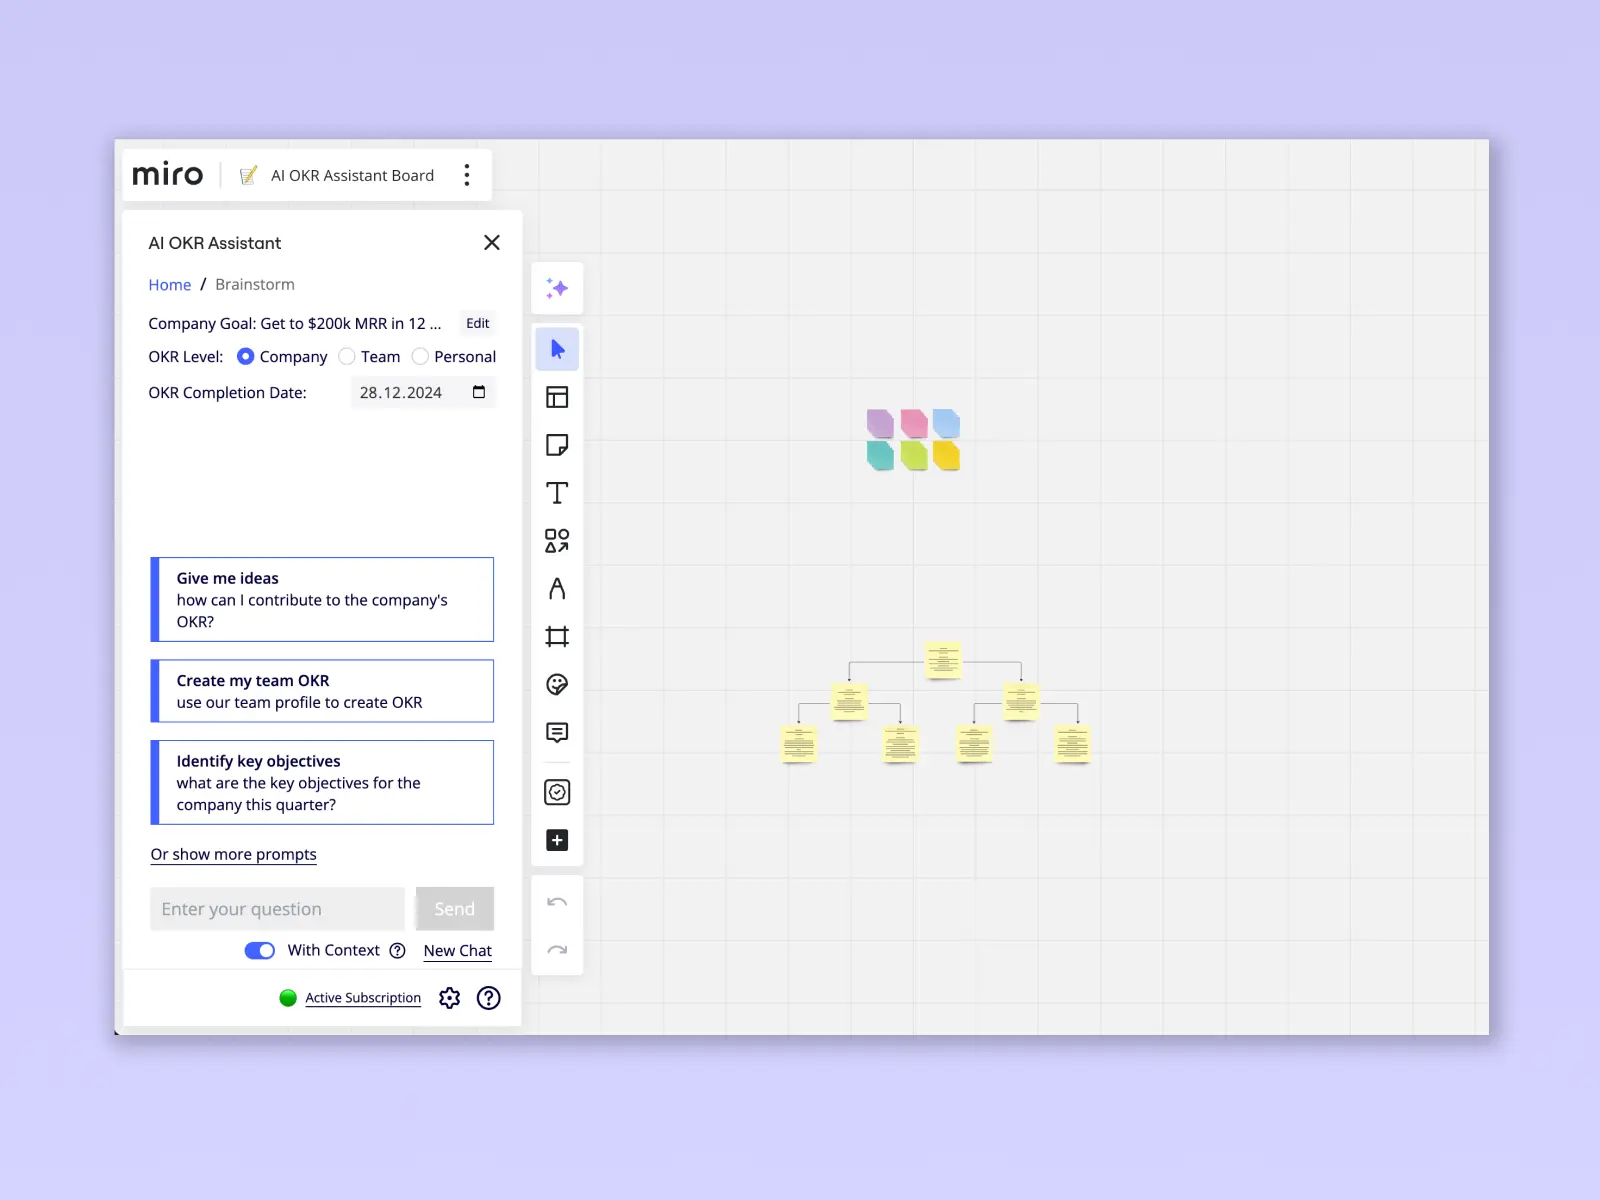 miro
AI OKR Assistant Board
AI OKR Assistant
Home / Brainstorm
Company Goal: Get to $200k MRR in 12 ... Edit
OKR Level: Company Team Personal
OKR Completion Date: 28.12.2024
Give me ideas
how can I contribute to the company's
OKR?
Create my team OKR
use our team profile to create OKR
Identify key objectives
what are the key objectives for the
company this quarter?
Or show more prompts
Enter your question Send
With Context New Chat
Active Subscription